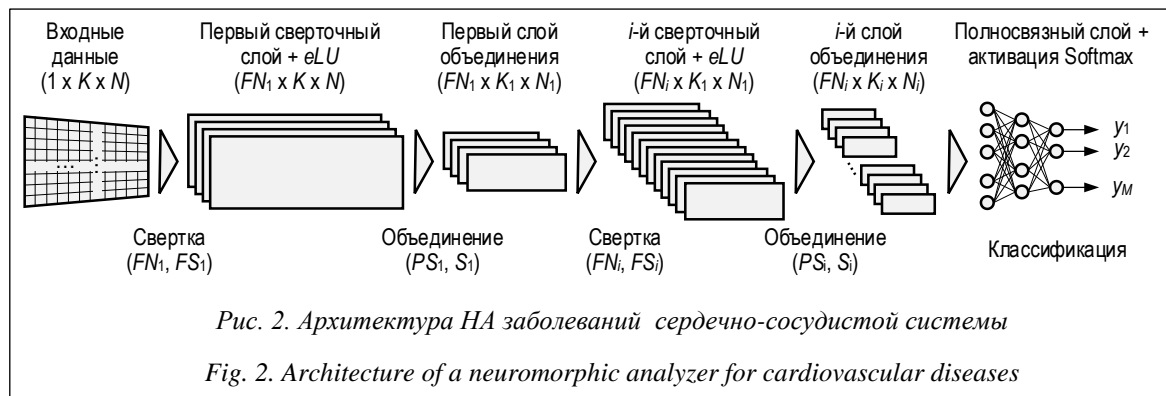 Входные
данные
(1 x K x N)
Первый сверточный
слой + eLU
(FN₁ x K x N)
Первый слой
объединения
(FN₁ x K₁ x N₁)
i-й сверточный
слой + eLU
(FNᵢ x K₁ x N₁)
i-й слой
объединения
(FNᵢ x Kᵢ x Nᵢ)
Полносвязный слой +
активация Softmax
... ⋮
⋱
y₁
y₂
yM
Свертка
(FN₁, FS₁)
Объединение
(PS₁, S₁)
Свертка
(FNᵢ, FSᵢ)
Объединение
(PSᵢ, Sᵢ)
Классификация
Рис. 2. Архитектура НА заболеваний сердечно-сосудистой системы
Fig. 2. Architecture of a neuromorphic analyzer for cardiovascular diseases